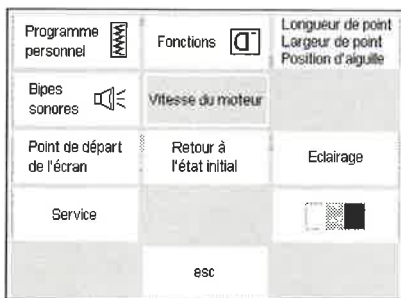 Programme
personnel
Fonctions
Longueur de point
Largeur de point
Position d'aiguille
Bipes
sonores
Vitesse du moteur
Point de départ
de l'écran
Retour à
l'état initial
Eclairage
Service
esc